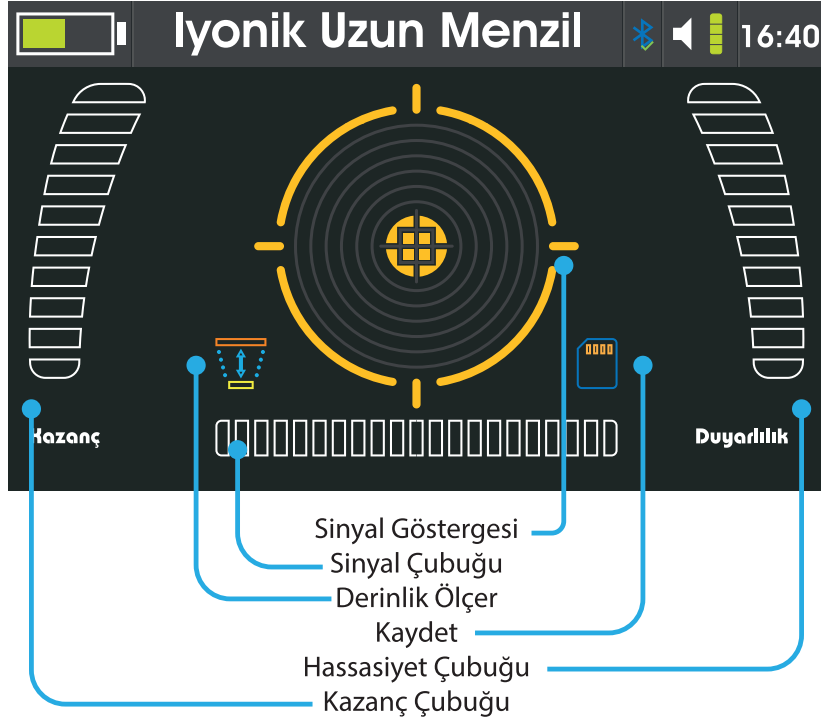 Iyonik Uzun Menzil
16:40
Kazanç
Duyarlılık
Sinyal Göstergesi
Sinyal Çubuğu
Derinlik Ölçer
Kaydet
Hassasiyet Çubuğu
Kazanç Çubuğu